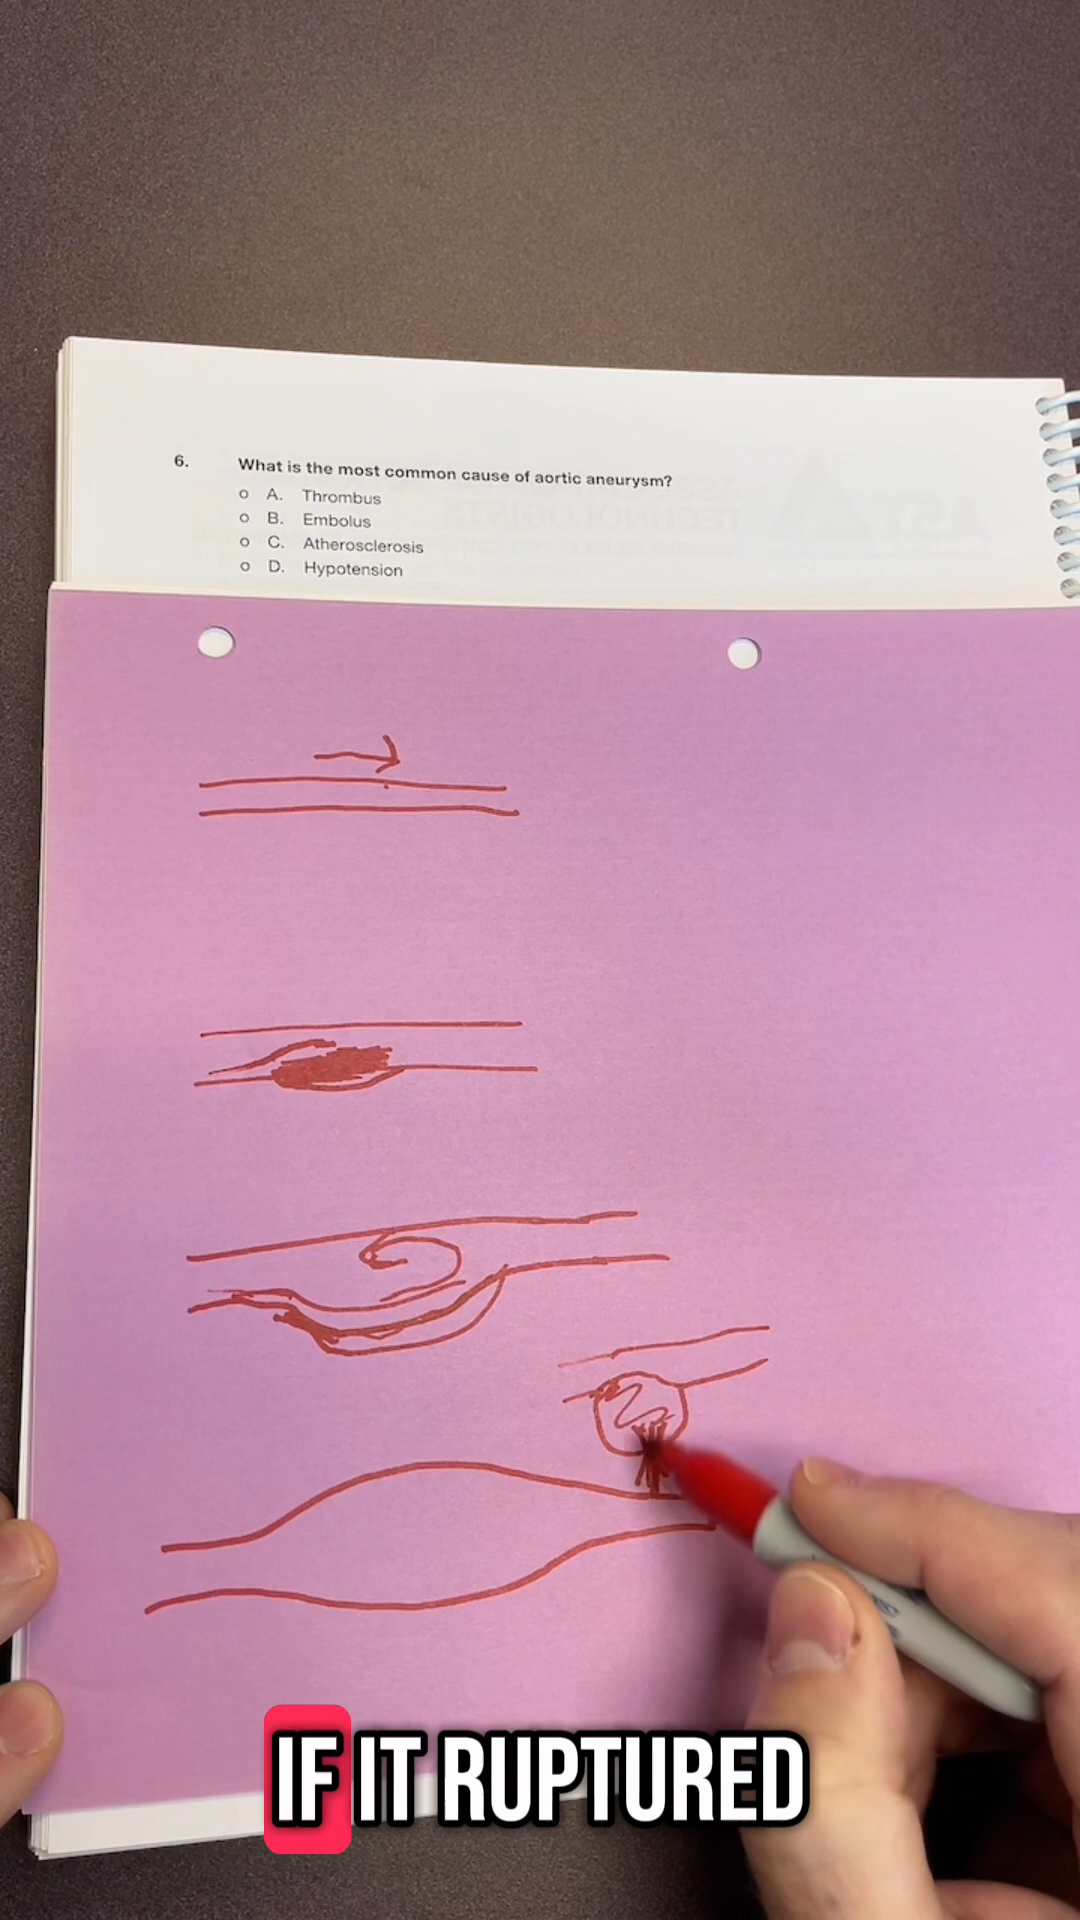 6. What is the most common cause of aortic aneurysm?
o A. Thrombus
o B. Embolus
o C. Atherosclerosis
o D. Hypotension
IF IT RUPTURED